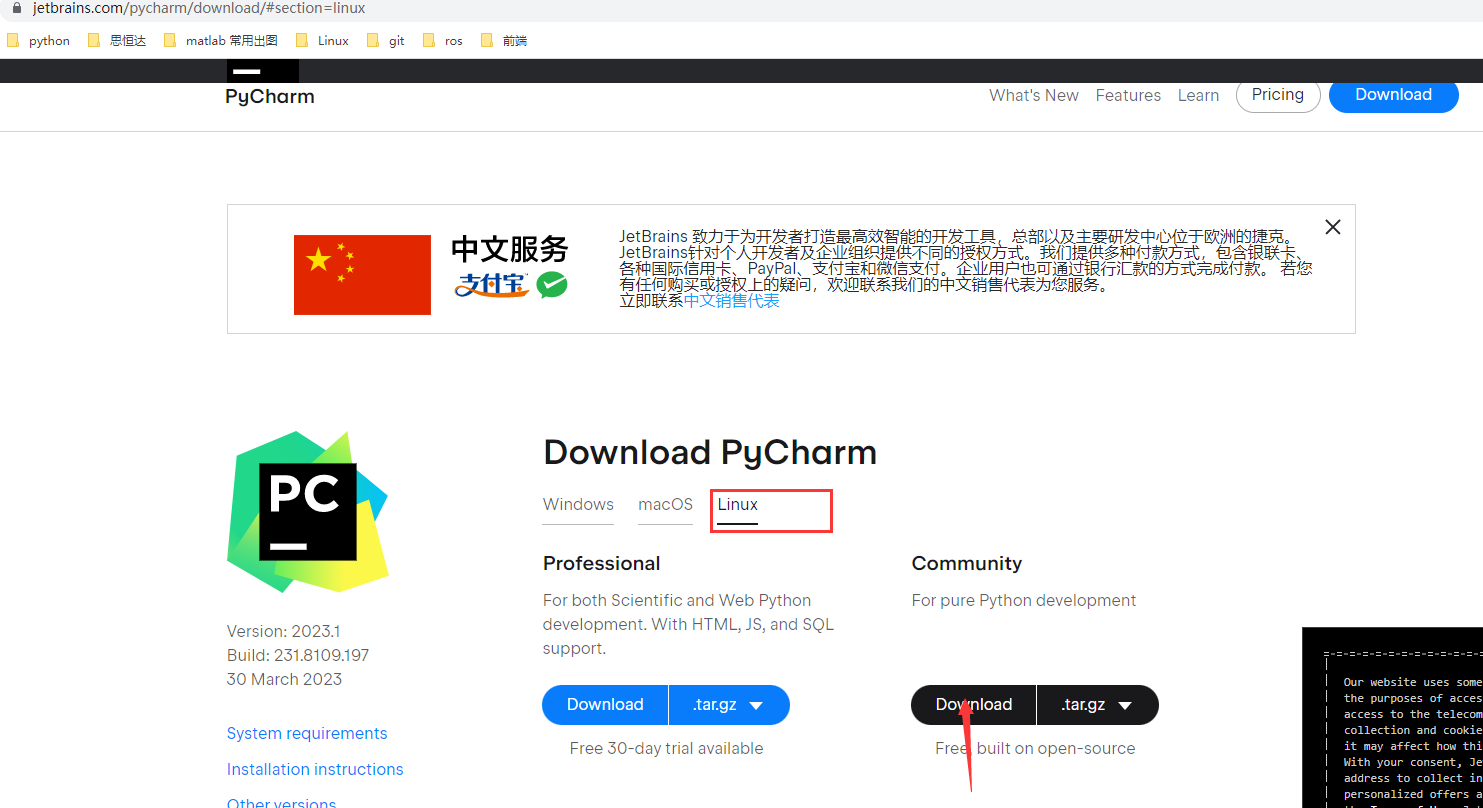 jetbrains.com/pycharm/download/#section=linux
python 思恒达 matlab 常用出图 Linux git ros 前端
PyCharm What's New Features Learn Pricing Download
中文服务
支付宝
JetBrains 致力于为开发者打造最高效智能的开发工具，总部以及主要研发中心位于欧洲的捷克。
JetBrains针对个人开发者及企业组织提供不同的授权方式。我们提供多种付款方式，包含银联卡、
各种国际信用卡、PayPal、支付宝和微信支付。企业用户也可通过银行汇款的方式完成付款。 若您
有任何购买或授权上的疑问，欢迎联系我们的中文销售代表为您服务。
立即联系中文销售代表
PC
Version: 2023.1
Build: 231.8109.197
30 March 2023
System requirements
Installation instructions
Other versions
Download PyCharm
Windows macOS Linux
Professional
For both Scientific and Web Python
development. With HTML, JS, and SQL
support.
Download .tar.gz
Free 30-day trial available
Community
For pure Python development
Download .tar.gz
Free, built on open-source
Our website uses some
the purposes of acces
access to the telecom
collection and cookie
it may affect how thi
With your consent, Je
address to collect in
personalized offers a